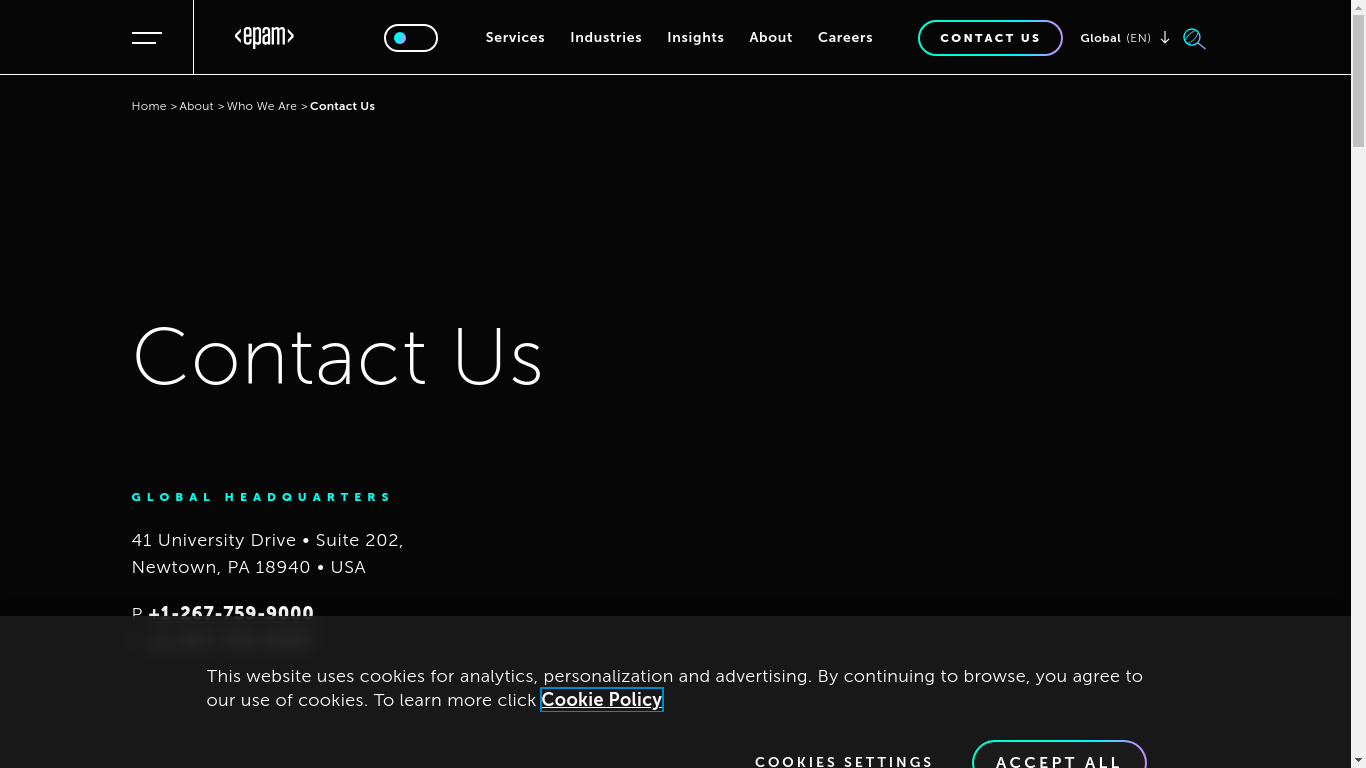 <epam>
Services Industries Insights About Careers CONTACT US Global (EN)
Home > About > Who We Are > Contact Us
Contact Us
GLOBAL HEADQUARTERS
41 University Drive • Suite 202,
Newtown, PA 18940 • USA
P +1-267-759-9000
This website uses cookies for analytics, personalization and advertising. By continuing to browse, you agree to
our use of cookies. To learn more click Cookie Policy
COOKIES SETTINGS ACCEPT ALL